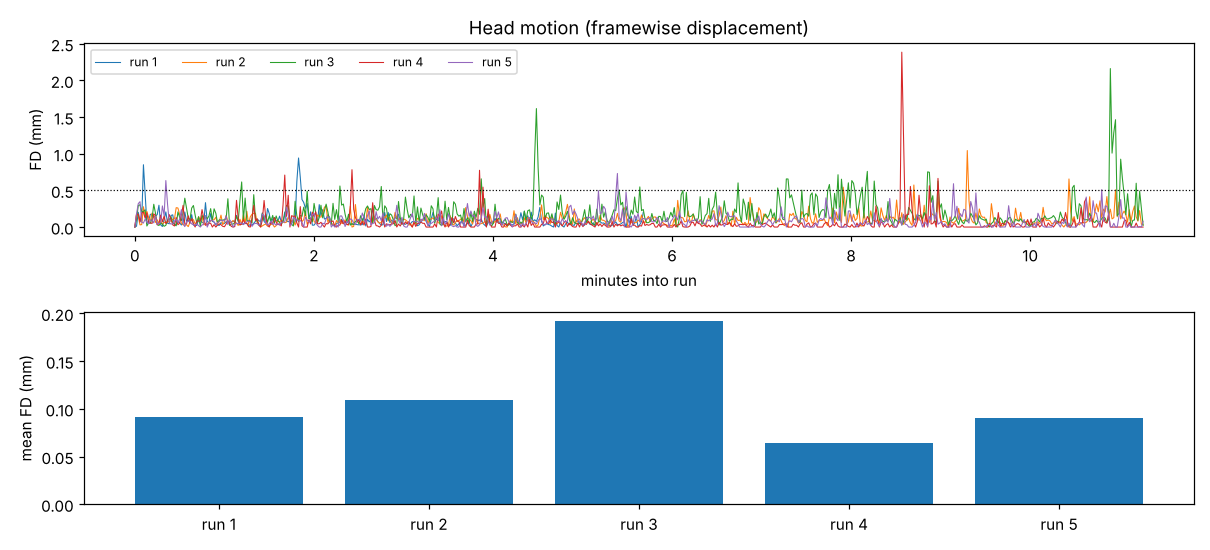 Head motion (framewise displacement)
FD (mm)
2.5
2.0
1.5
1.0
0.5
0.0
run 1 run 2 run 3 run 4 run 5
0 2 4 6 8 10
minutes into run
mean FD (mm)
0.20
0.15
0.10
0.05
0.00
run 1 run 2 run 3 run 4 run 5